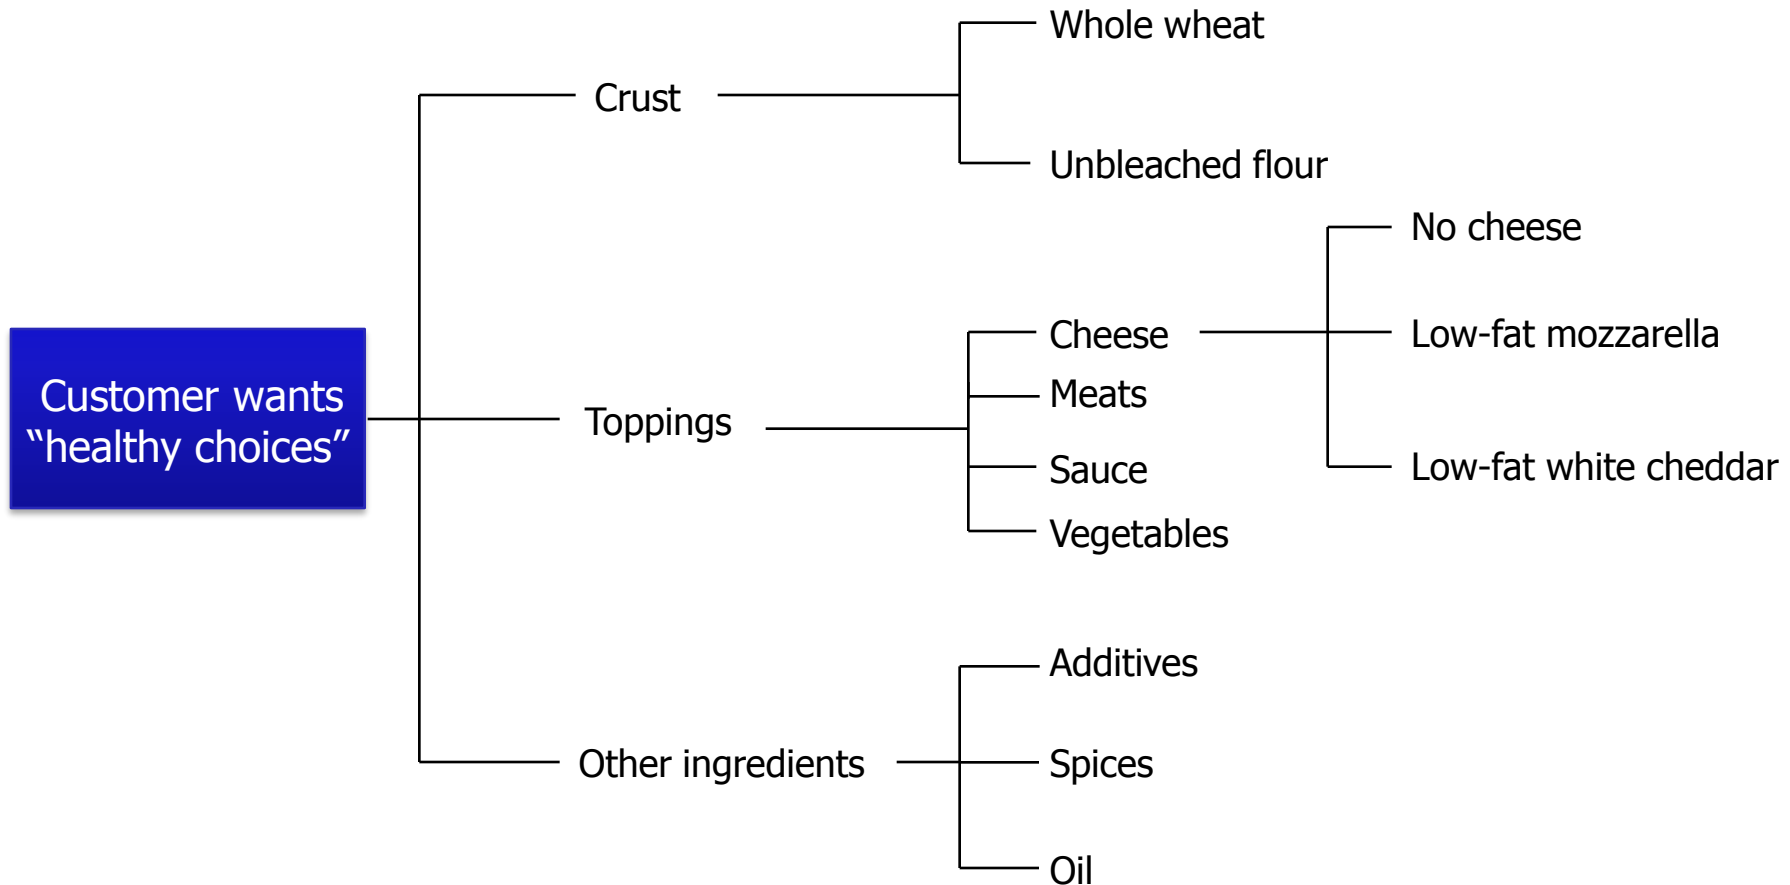 Customer wants
“healthy choices”
Crust
Whole wheat
Unbleached flour
Toppings
Cheese
No cheese
Low-fat mozzarella
Low-fat white cheddar
Meats
Sauce
Vegetables
Other ingredients
Additives
Spices
Oil